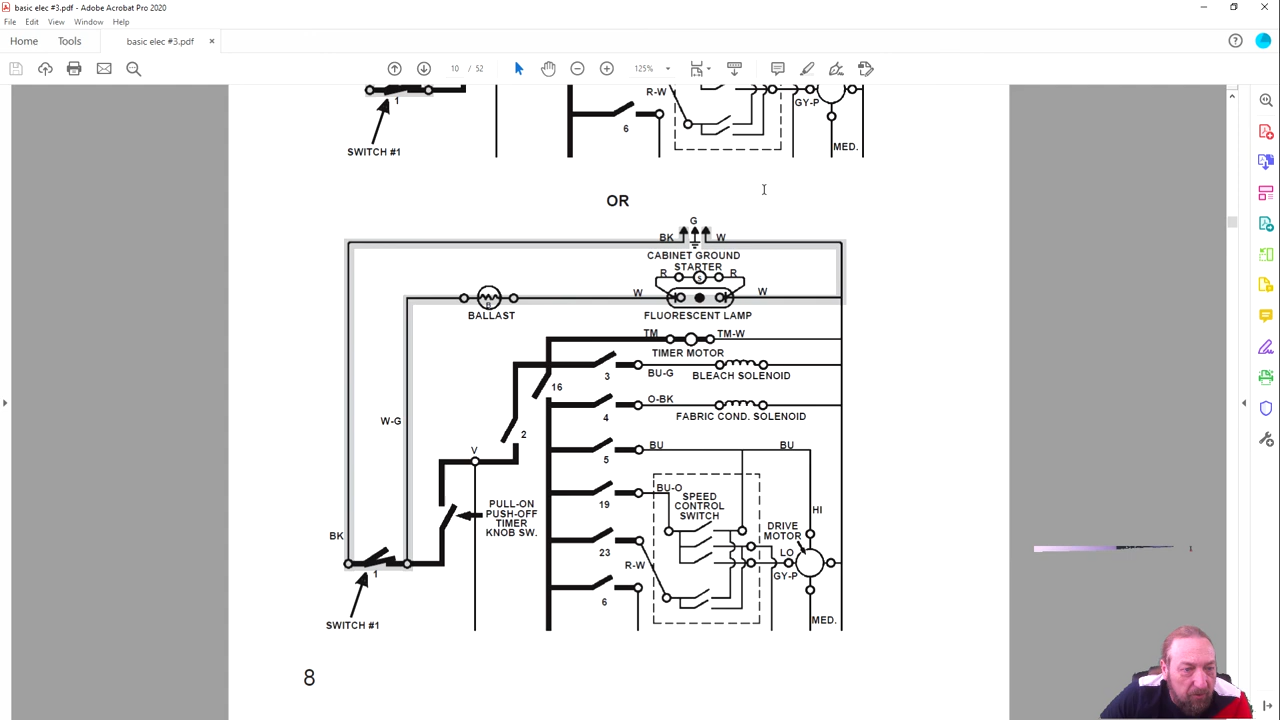 basic elec #3.pdf - Adobe Acrobat Pro 2020
File Edit View Window Help
Home Tools basic elec #3.pdf ×
10 / 52 125%
1
R-W
GY-P
6
SWITCH #1
MED.
OR
G
BK W
CABINET GROUND
STARTER
R S R
W W
BALLAST
FLUORESCENT LAMP
TM TM-W
TIMER MOTOR
3
BU-G
BLEACH SOLENOID
16
O-BK
4
FABRIC COND. SOLENOID
W-G
2
V
BU BU
5
BU-O
SPEED
CONTROL
SWITCH
19
PULL-ON
PUSH-OFF
TIMER
KNOB SW.
HI
DRIVE
MOTOR
BK
LO
23
R-W
GY-P
1
6
SWITCH #1
MED.
8